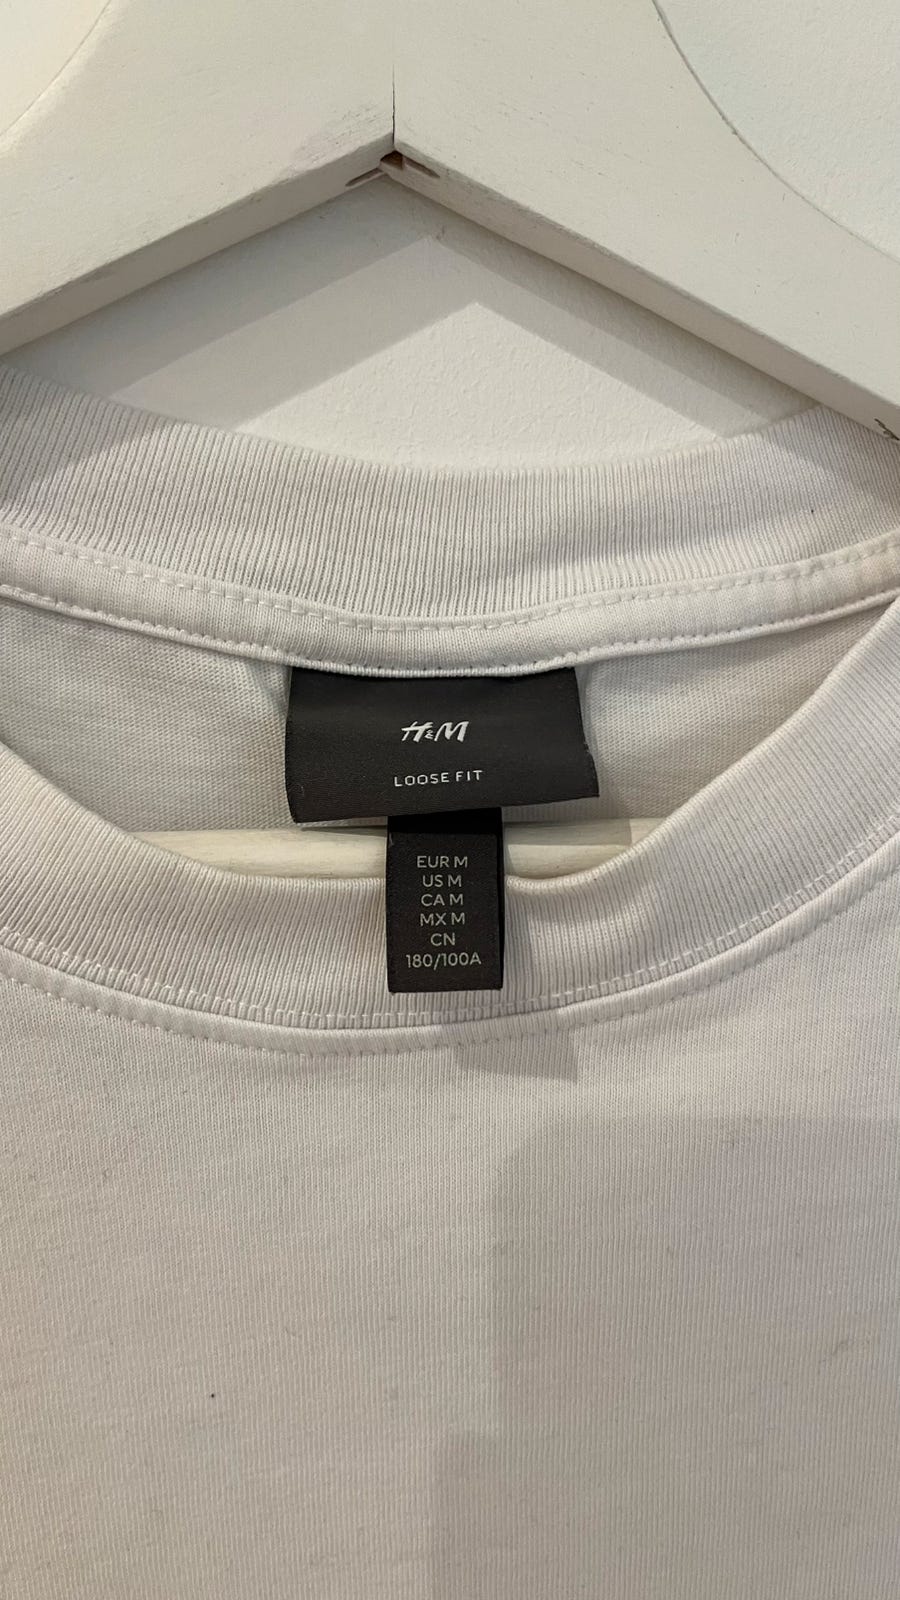 H&M
LOOSE FIT
EUR M
US M
CA M
MX M
CN
180/100A